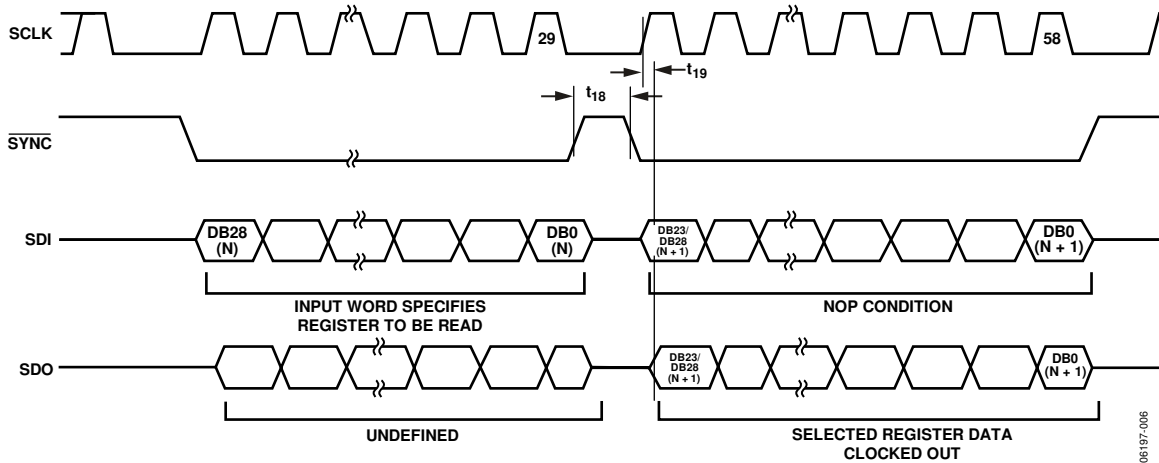 SCLK
29
58
t19
t18
SYNC
SDI
DB28
(N)
DB0
(N)
DB23/
DB28
(N + 1)
DB0
(N + 1)
INPUT WORD SPECIFIES
REGISTER TO BE READ
NOP CONDITION
SDO
DB23/
DB28
(N + 1)
DB0
(N + 1)
UNDEFINED
SELECTED REGISTER DATA
CLOCKED OUT
06197-006